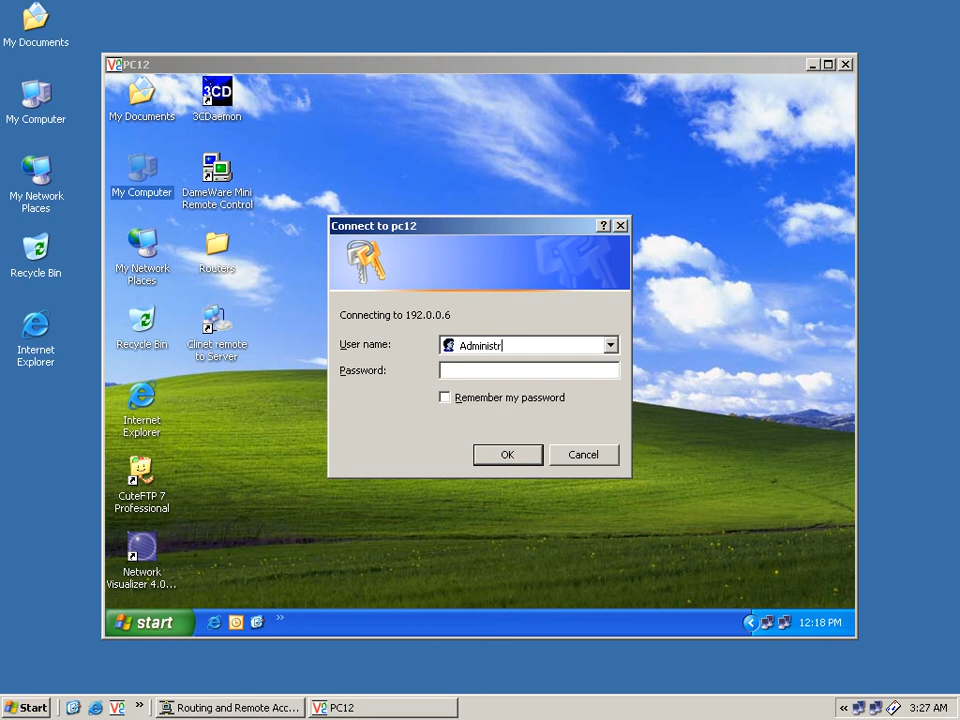 My Documents
My Computer
My Network
Places
Recycle Bin
Internet
Explorer
V2 PC12
My Documents
3CD
3CDaemon
My Computer
DameWare Mini
Remote Control
My Network
Places
Routers
Recycle Bin
Clinet remote
to Server
Internet
Explorer
CuteFTP 7
Professional
Network
Visualizer 4.0...
Connect to pc12
Connecting to 192.0.0.6
User name:
Administr
Password:
Remember my password
OK
Cancel
start
12:18 PM
Start
V2
Routing and Remote Acc...
V2 PC12
3:27 AM